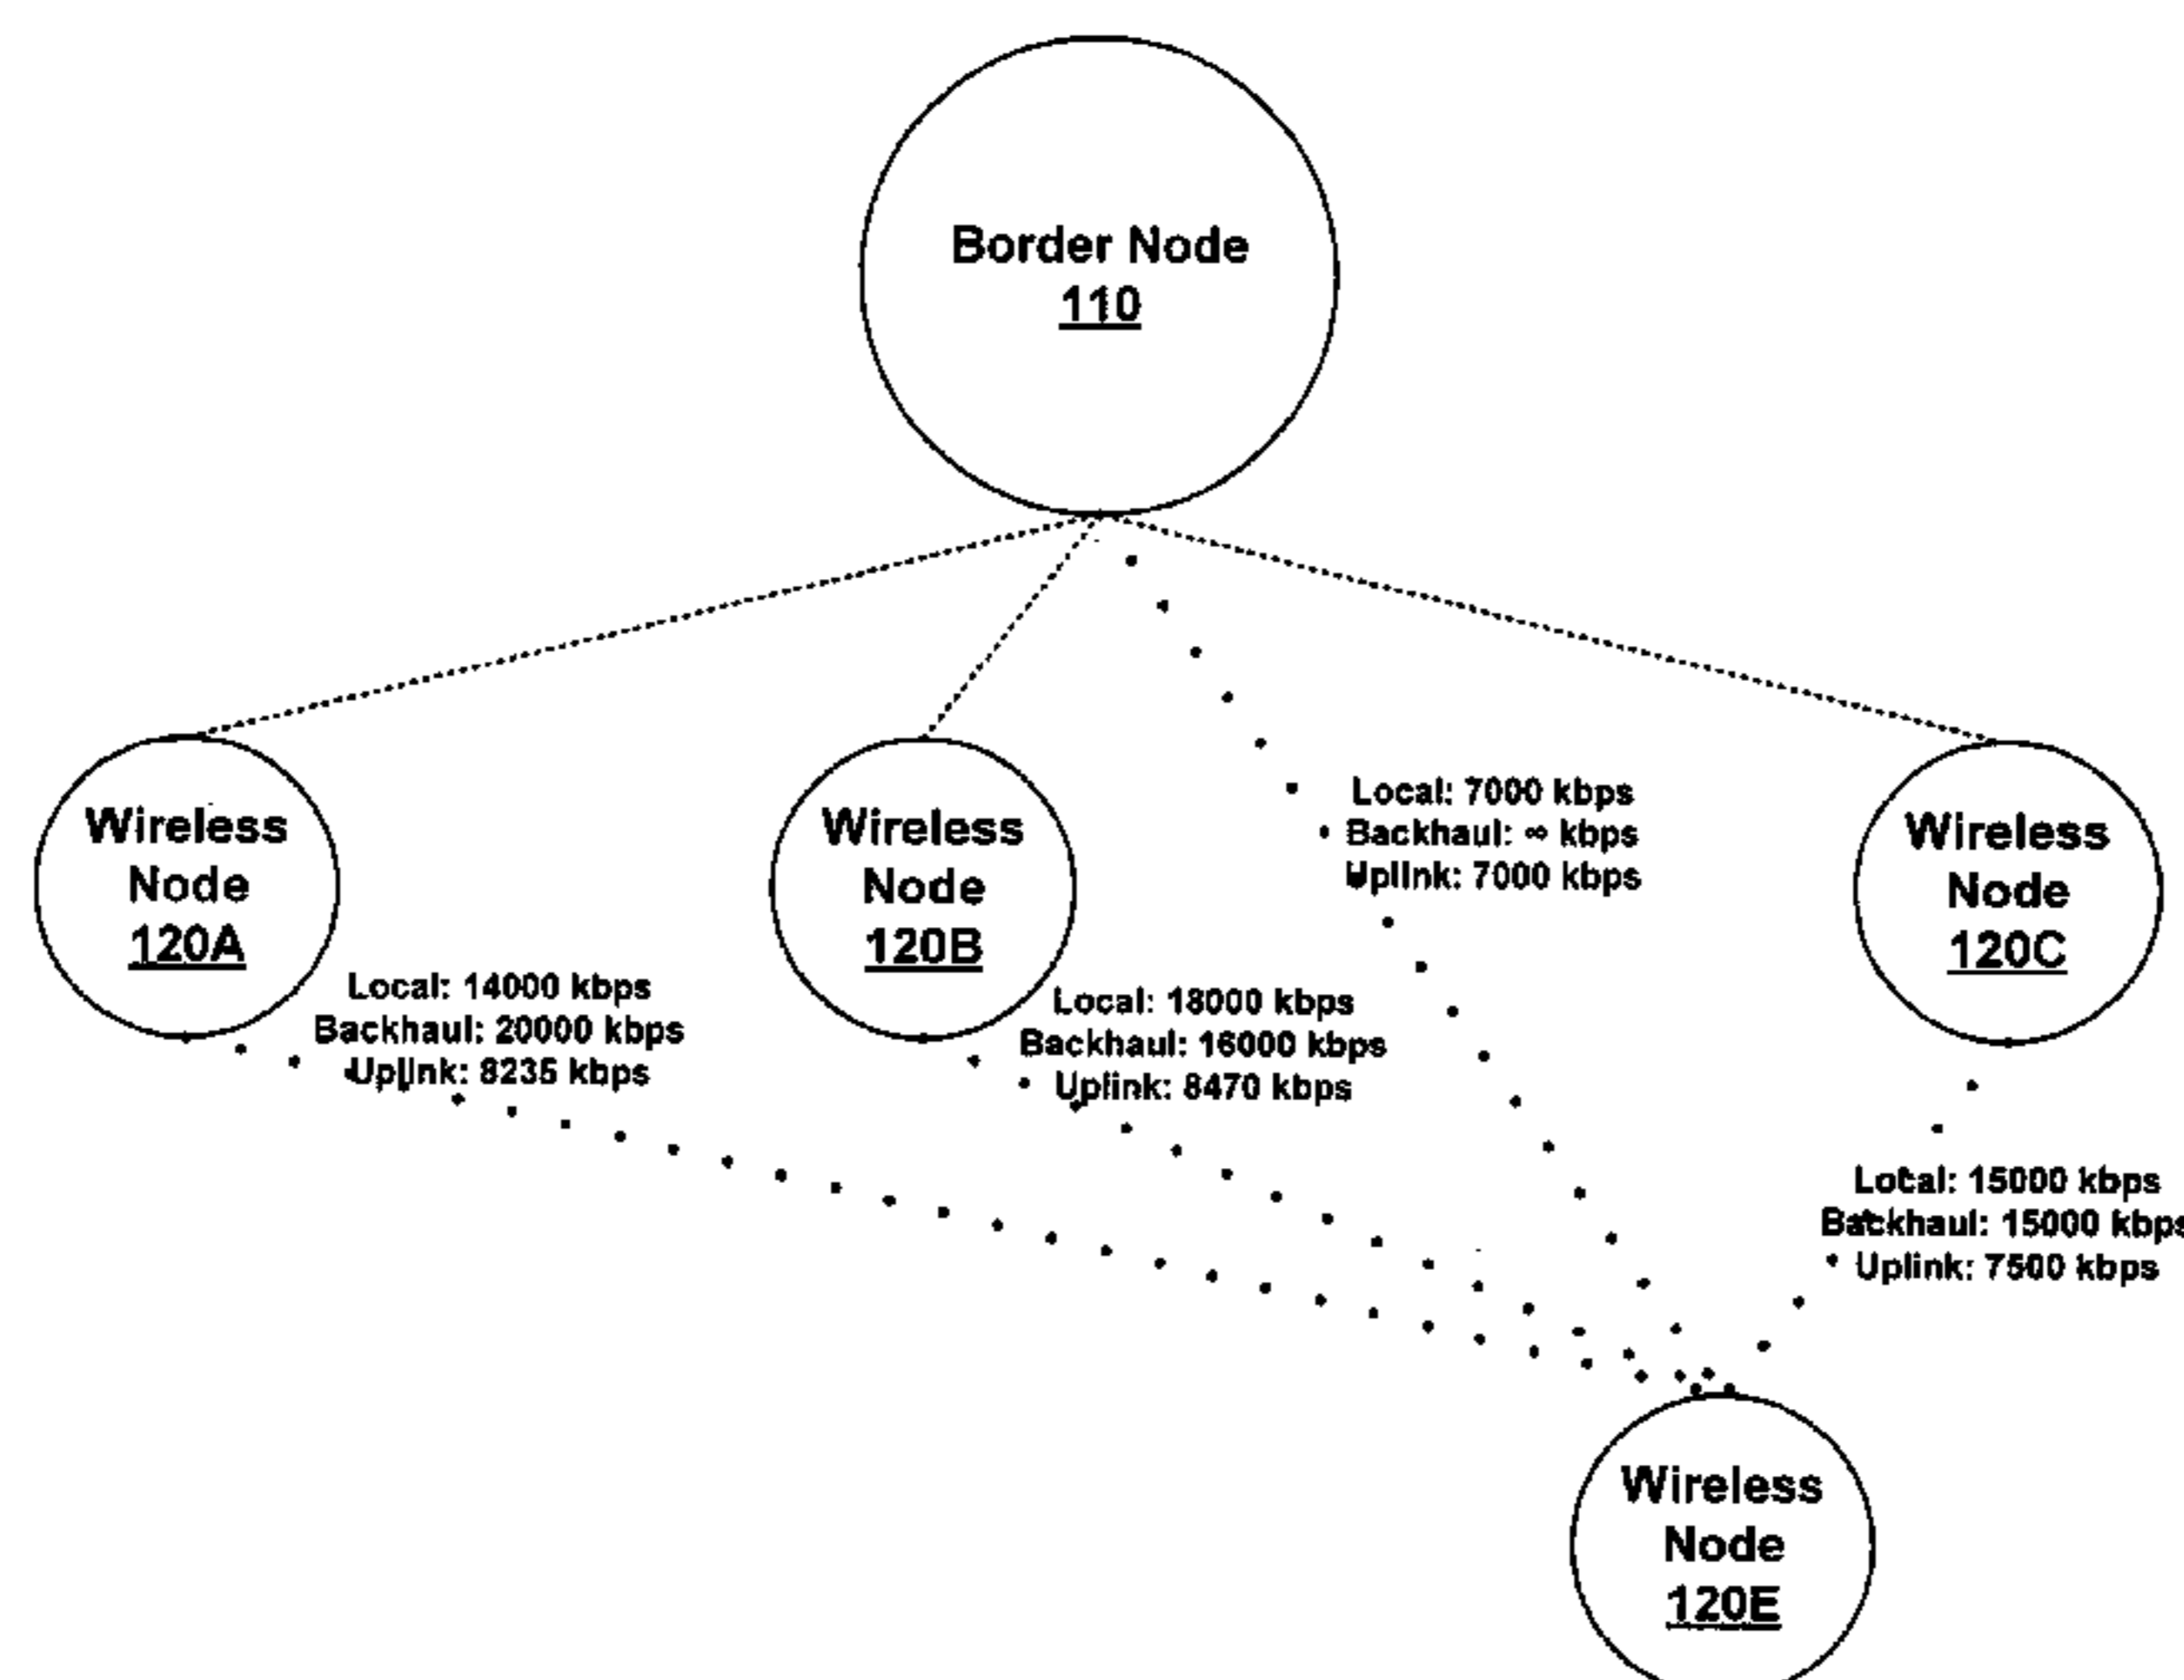 Border Node
110
Local: 7000 kbps
Backhaul: ∞ kbps
Uplink: 7000 kbps
Wireless
Node
120A
Wireless
Node
120B
Wireless
Node
120C
Local: 14000 kbps
Backhaul: 20000 kbps
Uplink: 8235 kbps
Local: 18000 kbps
Backhaul: 16000 kbps
Uplink: 8470 kbps
Local: 15000 kbps
Backhaul: 15000 kbps
Uplink: 7500 kbps
Wireless
Node
120E